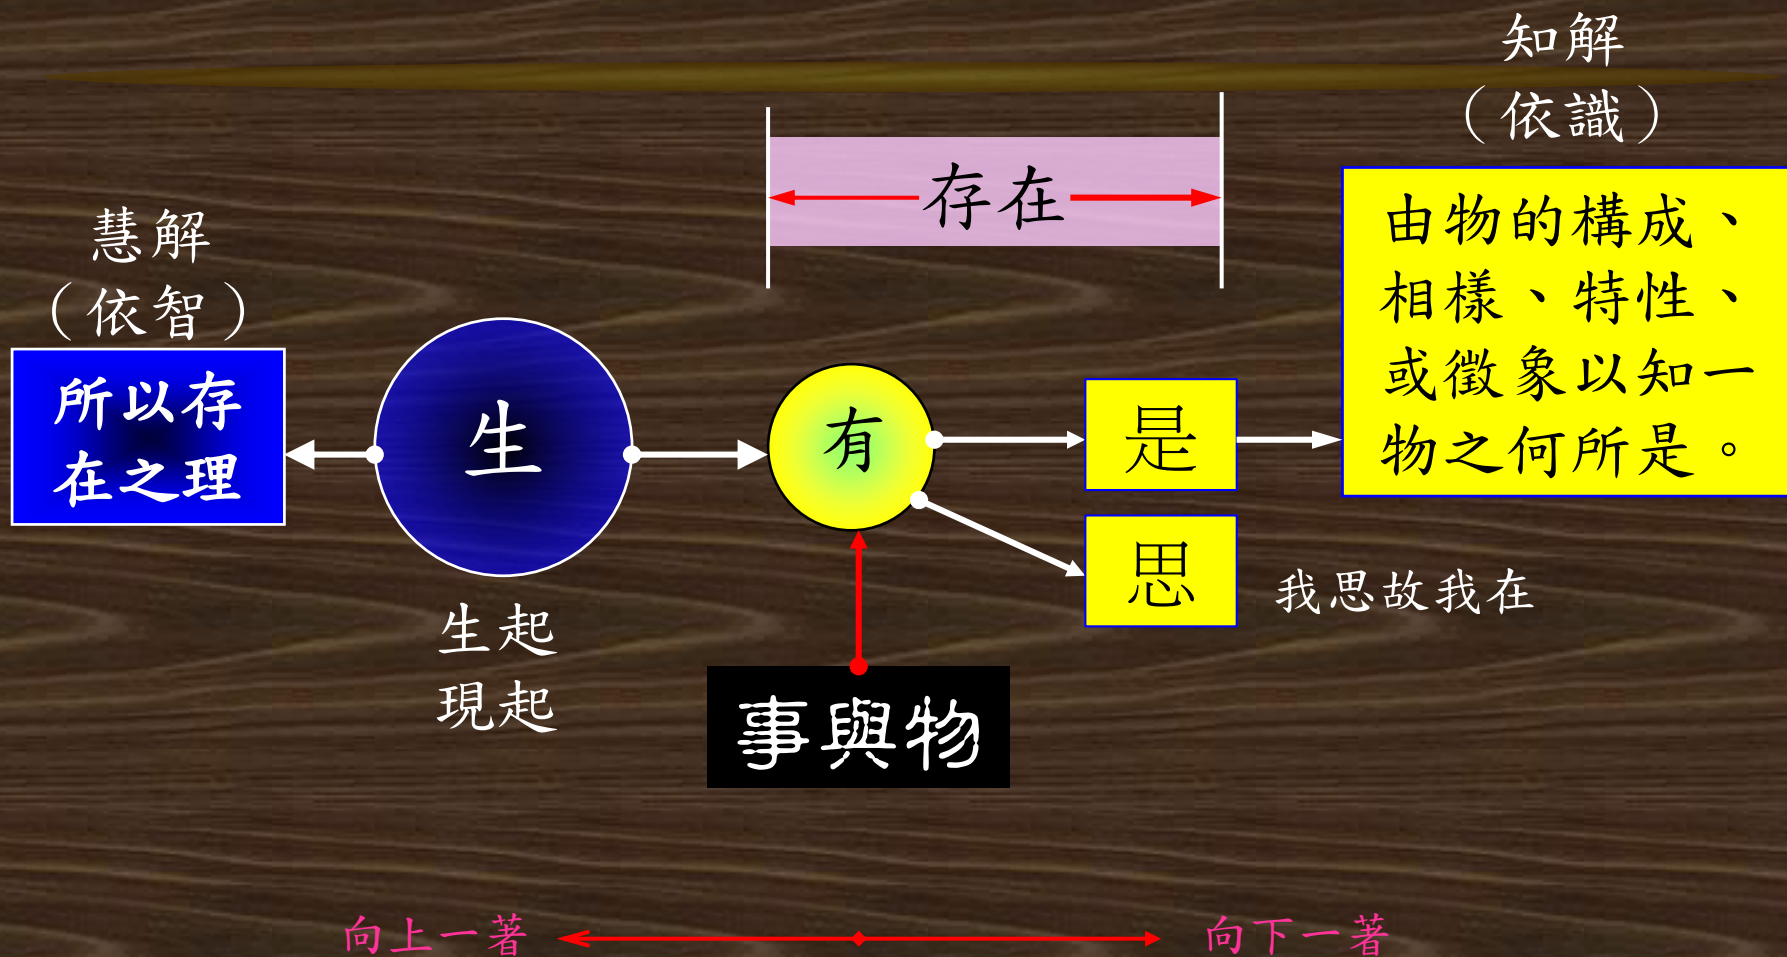 知解
（依識）
存在
由物的構成、
相樣、特性、
或徵象以知一
物之何所是。
慧解
（依智）
所以存
在之理
生
有
是
思
我思故我在
生起
現起
事與物
向上一著
向下一著